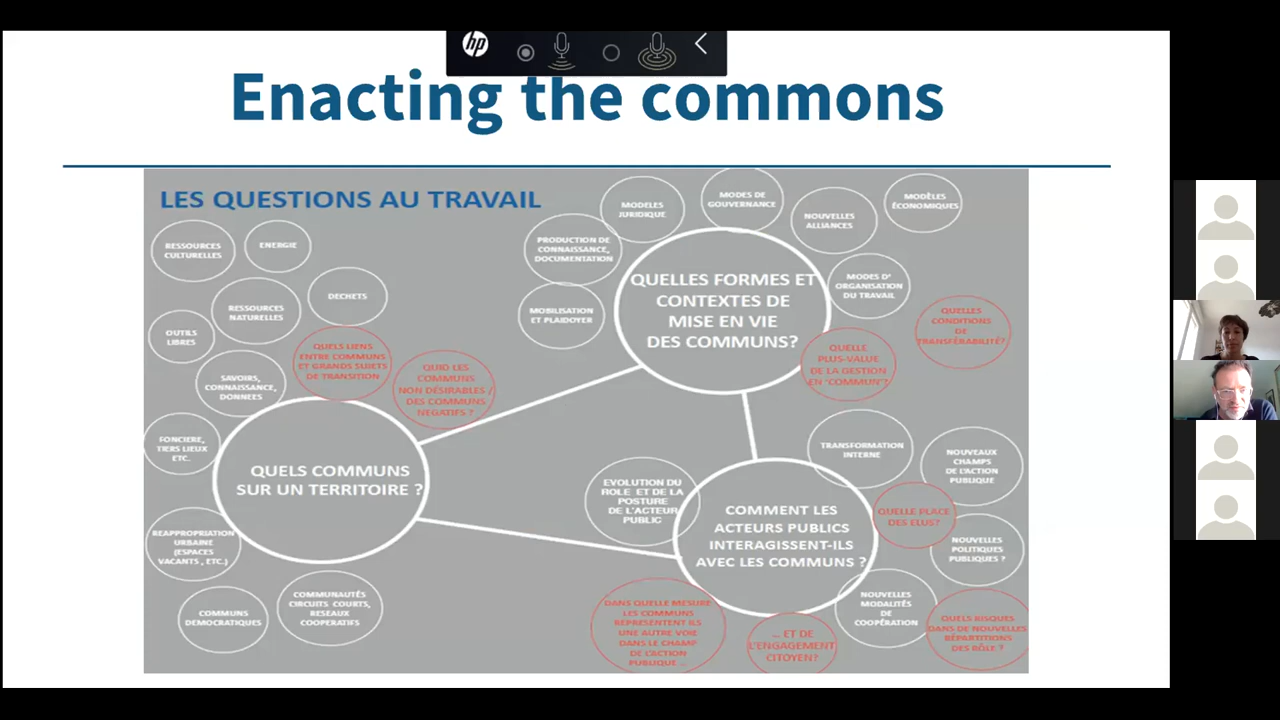 hp
Enacting the commons
LES QUESTIONS AU TRAVAIL
RESSOURCES
CULTURELLES
ENERGIE
RESSOURCES
NATURELLES
DECHETS
OUTILS
LIBRES
SAVOIRS,
CONNAISSANCE,
DONNEES
QUELS LIENS
ENTRE COMMUNS
ET GRANDS SUJETS
DE TRANSITION
QUID LES
COMMUNS
NON DÉSIRABLES /
DES COMMUNS
NEGATIFS ?
FONCIERE,
TIERS LIEUX
ETC.
QUELS COMMUNS
SUR UN TERRITOIRE ?
REAPPROPRIATION
URBAINE
(ESPACES
VACANTS , ETC.)
COMMUNS
DEMOCRATIQUES
COMMUNAUTÉS
CIRCUITS COURTS,
RESEAUX
COOPERATIFS
MODELES
JURIDIQUE
MODES DE
GOUVERNANCE
NOUVELLES
ALLIANCES
MODÈLES
ÉCONOMIQUES
PRODUCTION DE
CONNAISSANCE,
DOCUMENTATION
MOBILISATION
ET PLAIDOYER
QUELLES FORMES ET
CONTEXTES DE
MISE EN VIE
DES COMMUNS?
MODES D'
ORGANISATION
DU TRAVAIL
QUELLES
CONDITIONS
DE
TRANSFÉRABILITÉ?
QUELLE
PLUS-VALUE
DE LA GESTION
EN "COMMUN"?
TRANSFORMATION
INTERNE
NOUVEAUX
CHAMPS
DE L'ACTION
PUBLIQUE
EVOLUTION DU
ROLE ET DE LA
POSTURE
DE L'ACTEUR
PUBLIC
COMMENT LES
ACTEURS PUBLICS
INTERAGISSENT-ILS
AVEC LES COMMUNS ?
QUELLE PLACE
DES ELUS?
NOUVELLES
POLITIQUES
PUBLIQUES ?
NOUVELLES
MODALITÉS
DE
COOPÉRATION
DANS QUELLE MESURE
LES COMMUNS
REPRESENTENT ILS
UNE AUTRE VOIE
DANS LE CHAMP
DE L'ACTION
PUBLIQUE ..
... ET DE
L'ENGAGEMENT
CITOYEN?
QUELS RISQUES
DANS DE NOUVELLES
RÉPARTITIONS
DES RÔLE ?